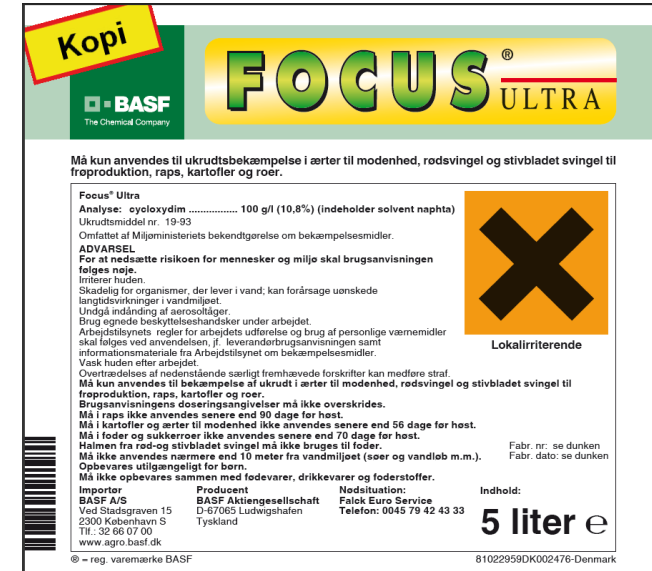 Kopi
BASF
The Chemical Company
FOCUS®
ULTRA
Må kun anvendes til ukrudtsbekæmpelse i ærter til modenhed, rødsvingel og stivbladet svingel til
frøproduktion, raps, kartofler og roer.
Focus® Ultra
Analyse: cycloxydim ................. 100 g/l (10,8%) (indeholder solvent naphta)
Ukrudtsmiddel nr. 19-93
Omfattet af Miljøministeriets bekendtgørelse om bekæmpelsesmidler.
ADVARSEL
For at nedsætte risikoen for mennesker og miljø skal brugsanvisningen
følges nøje.
Irriterer huden.
Skadelig for organismer, der lever i vand; kan forårsage uønskede
langtidsvirkninger i vandmiljøet.
Undgå indånding af aerosoltåger.
Brug egnede beskyttelseshandsker under arbejdet.
Arbejdstilsynets regler for arbejdets udførelse og brug af personlige værnemidler
skal følges ved anvendelsen, jf. leverandørbrugsanvisningen samt
informationsmateriale fra Arbejdstilsynet om bekæmpelsesmidler.
Vask huden efter arbejdet.
Overtrædelses af nedenstående særligt fremhævede forskrifter kan medføre straf.
Må kun anvendes til bekæmpelse af ukrudt i ærter til modenhed, rødsvingel og stivbladet svingel til
frøproduktion, raps, kartofler og roer.
Brugsanvisningens doseringsangivelser må ikke overskrides.
Må i raps ikke anvendes senere end 90 dage før høst.
Må i kartofler og ærter til modenhed ikke anvendes senere end 56 dage før høst.
Må i foder og sukkerroer ikke anvendes senere end 70 dage før høst.
Halmen fra rød-og stivbladet svingel må ikke bruges til foder.
Må ikke anvendes nærmere end 10 meter fra vandmiljøet (søer og vandløb m.m.).
Opbevares utilgængeligt for børn.
Må ikke opbevares sammen med fødevarer, drikkevarer og foderstoffer.
Lokalirriterende
Fabr. nr: se dunken
Fabr. dato: se dunken
Importør
BASF A/S
Ved Stadsgraven 15
2300 København S
Tlf.: 32 66 07 00
www.agro.basf.dk
Producent
BASF Aktiengesellschaft
D-67065 Ludwigshafen
Tyskland
Nødsituation:
Falck Euro Service
Telefon: 0045 79 42 43 33
Indhold:
5 liter ℮
® = reg. varemærke BASF
81022959DK002476-Denmark